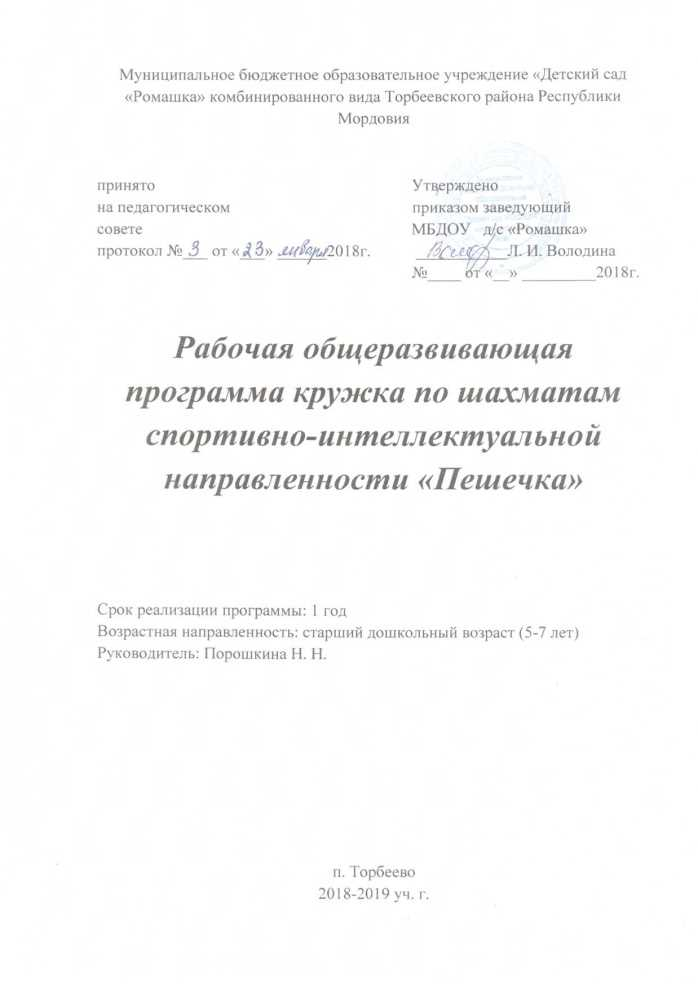 Муниципальное бюджетное образовательное учреждение «Детский сад
«Ромашка» комбинированного вида Торбеевского района Республики
Мордовия
принято
на педагогическом
совете
протокол № 3 от «23» января 2018г.
Утверждено
приказом заведующий
МБДОУ д/с «Ромашка»
__________Л. И. Володина
№____ от «__» _________2018г.
Рабочая общеразвивающая
программа кружка по шахматам
спортивно-интеллектуальной
направленности «Пешечка»
Срок реализации программы: 1 год
Возрастная направленность: старший дошкольный возраст (5-7 лет)
Руководитель: Порошкина Н. Н.
п. Торбеево
2018-2019 уч. г.